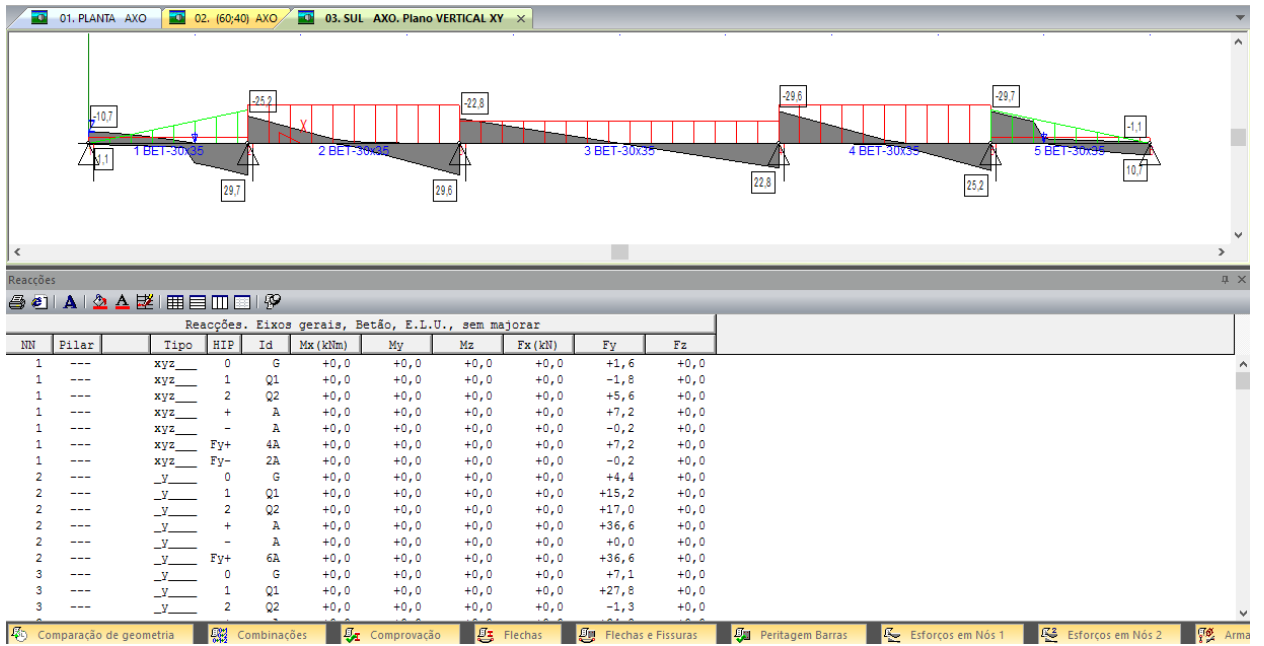 01. PLANTA AXO 02. (60;40) AXO 03. SUL AXO. Plano VERTICAL XY
-10,7 -25,2 -22,8 -29,6 -29,7 -1,1
X
1 BET-30x35 2 BET-30x35 3 BET-30x35 4 BET-30x35 5 BET-30x35
1,1 29,7 29,6 22,8 25,2 10,7
Reacções
Reacções. Eixos gerais, Betão, E.L.U., sem majorar
NN Pilar Tipo HIP Id Mx(kNm) My Mz Fx(kN) Fy Fz
1 --- xyz___ 0 G +0,0 +0,0 +0,0 +0,0 +1,6 +0,0
1 --- xyz___ 1 Q1 +0,0 +0,0 +0,0 +0,0 -1,8 +0,0
1 --- xyz___ 2 Q2 +0,0 +0,0 +0,0 +0,0 +5,6 +0,0
1 --- xyz___ + A +0,0 +0,0 +0,0 +0,0 +7,2 +0,0
1 --- xyz___ - A +0,0 +0,0 +0,0 +0,0 -0,2 +0,0
1 --- xyz___ Fy+ 4A +0,0 +0,0 +0,0 +0,0 +7,2 +0,0
1 --- xyz___ Fy- 2A +0,0 +0,0 +0,0 +0,0 -0,2 +0,0
2 --- _y____ 0 G +0,0 +0,0 +0,0 +0,0 +4,4 +0,0
2 --- _y____ 1 Q1 +0,0 +0,0 +0,0 +0,0 +15,2 +0,0
2 --- _y____ 2 Q2 +0,0 +0,0 +0,0 +0,0 +17,0 +0,0
2 --- _y____ + A +0,0 +0,0 +0,0 +0,0 +36,6 +0,0
2 --- _y____ - A +0,0 +0,0 +0,0 +0,0 +0,0 +0,0
2 --- _y____ Fy+ 6A +0,0 +0,0 +0,0 +0,0 +36,6 +0,0
3 --- _y____ 0 G +0,0 +0,0 +0,0 +0,0 +7,1 +0,0
3 --- _y____ 1 Q1 +0,0 +0,0 +0,0 +0,0 +27,8 +0,0
3 --- _y____ 2 Q2 +0,0 +0,0 +0,0 +0,0 -1,3 +0,0
Comparação de geometria Combinações Comprovação Flechas Flechas e Fissuras Peritagem Barras Esforços em Nós 1 Esforços em Nós 2 Arma